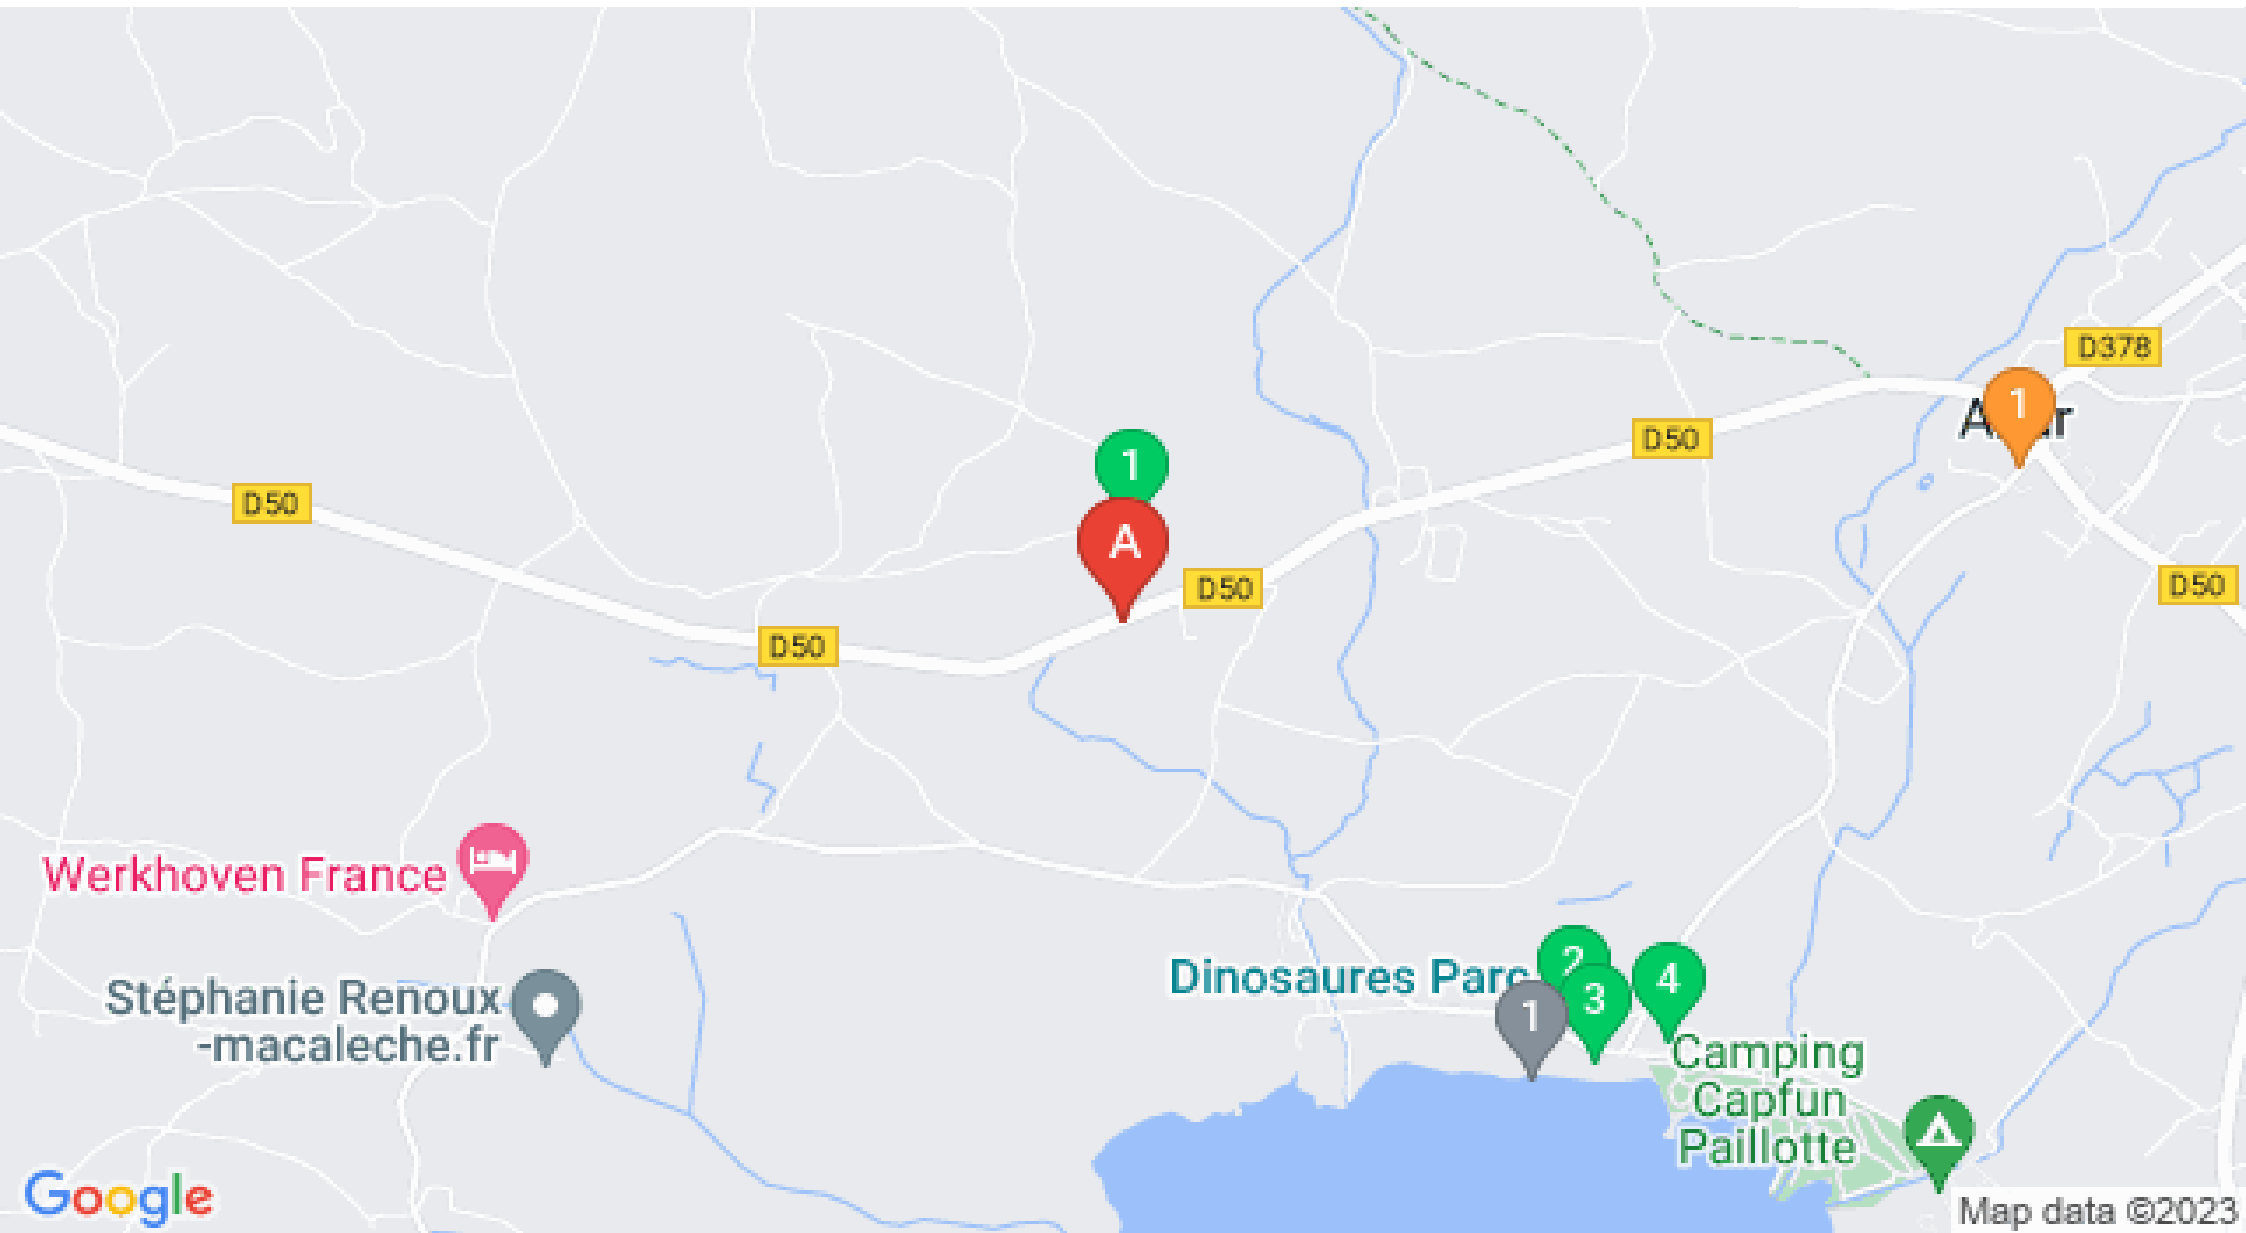 D378
1
D50
1
D50
A
D50
D50
D50
Werkhoven France
Stéphanie Renoux
-macaleche.fr
Dinosaures Parc
2
3
4
1
Camping
Capfun
Paillotte
Google
Map data ©2023